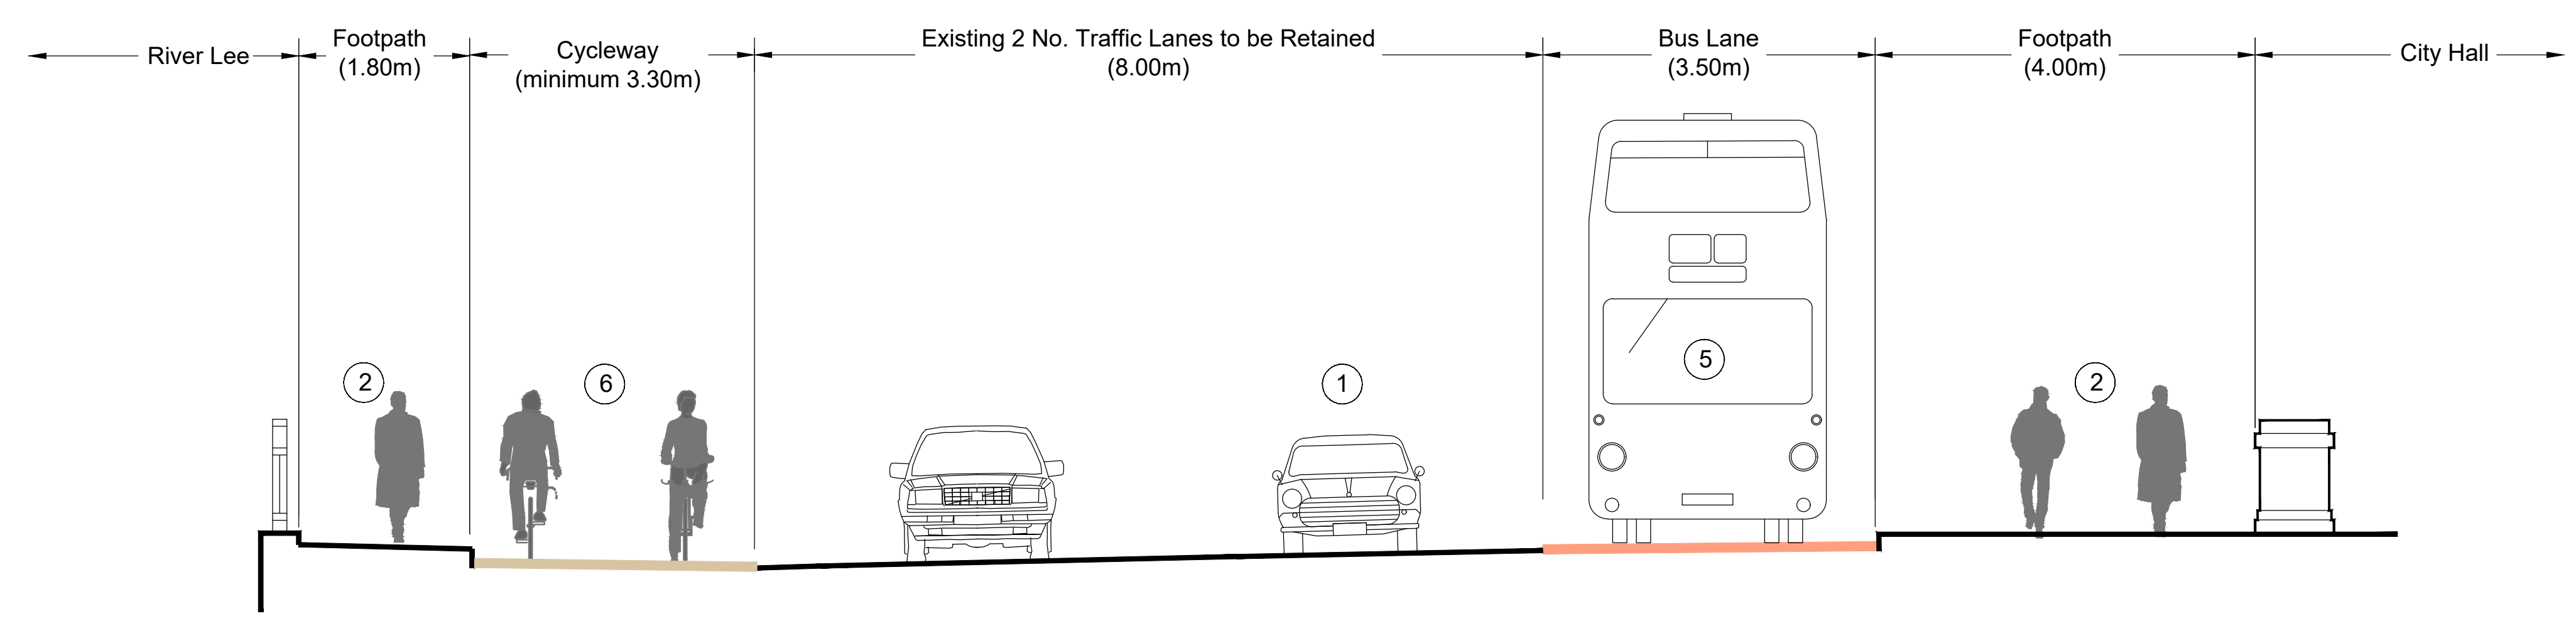 River Lee
Footpath
(1.80m)
Cycleway
(minimum 3.30m)
Existing 2 No. Traffic Lanes to be Retained
(8.00m)
Bus Lane
(3.50m)
Footpath
(4.00m)
City Hall
2
6
1
5
2